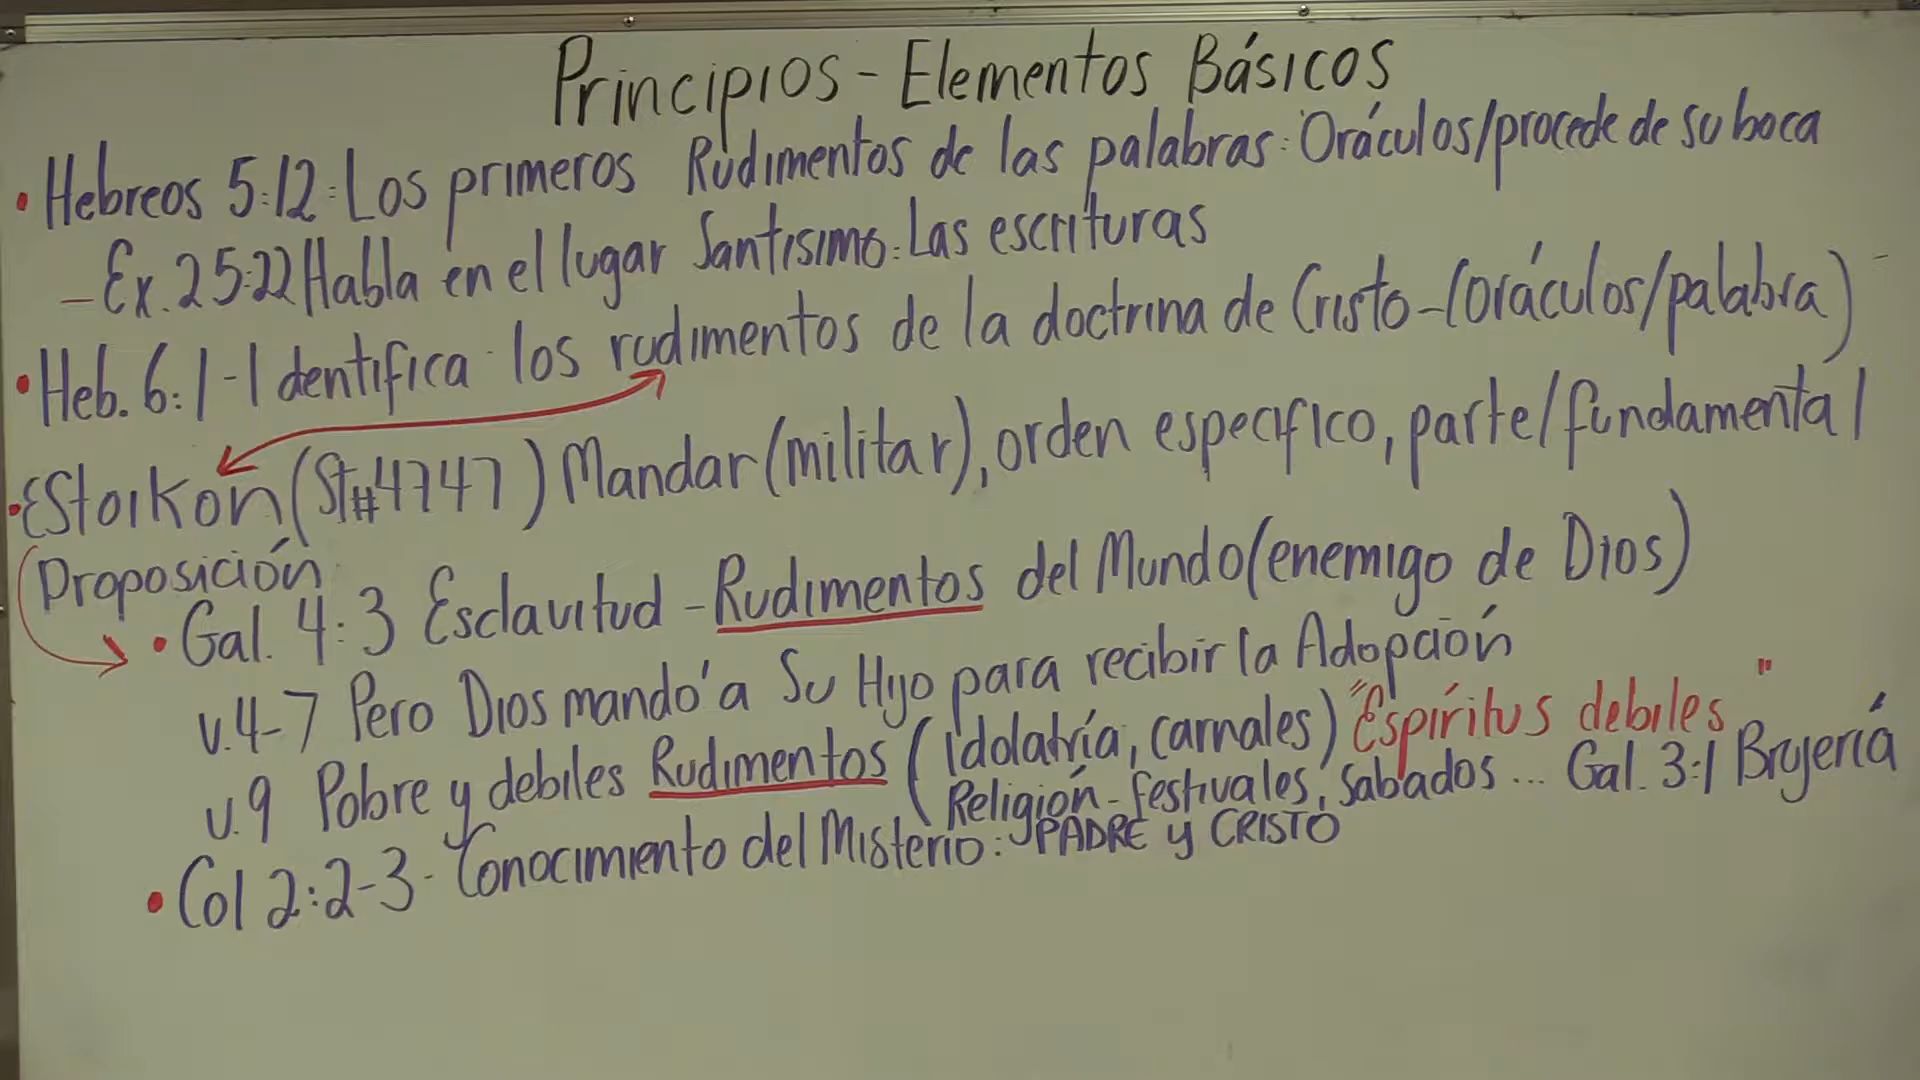 Principios - Elementos Básicos
• Hebreos 5:12: Los primeros Rudimentos de las palabras: Oráculos/procede de su boca
- Ex. 25:22 Habla en el lugar Santisimo: Las escrituras
• Heb. 6:1 - Identifica los rudimentos de la doctrina de Cristo - (oráculos/palabra)
• Estoikon (St#4747) Mandar (militar), orden especifico, parte/fundamental
Proposición
• Gal. 4:3 Esclavitud - Rudimentos del Mundo (enemigo de Dios)
v.4-7 Pero Dios mando' a Su Hijo para recibir la Adopción
v.9 Pobre y debiles Rudimentos (idolatría, carnales) "Espíritus debiles"
Religión - festivales, sabados... Gal. 3:1 Brujería
• Col 2:2-3 - Conocimiento del Misterio: PADRE y CRISTO